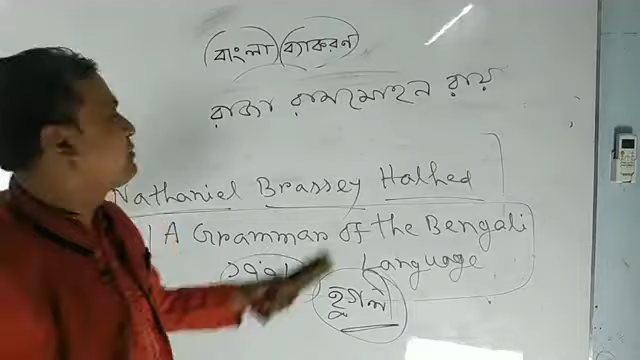 বাংলা ব্যাকরণ
রাজা রামমোহন রায়
Nathaniel Brassey Halhed
A Grammar of the Bengali
Language
হুগলী